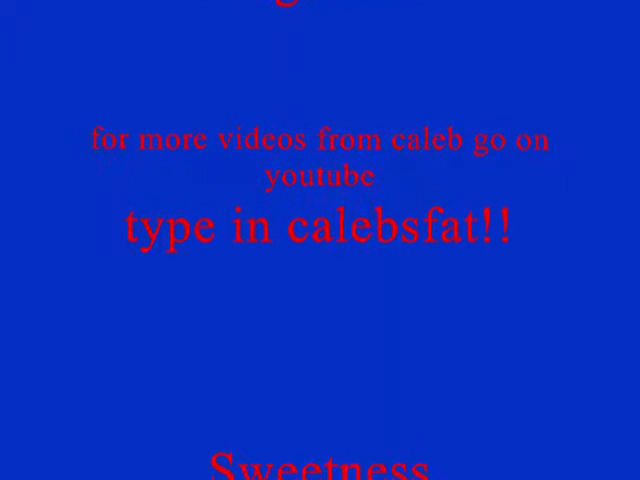 for more videos from caleb go on
youtube
type in calebsfat!!
Sweetness